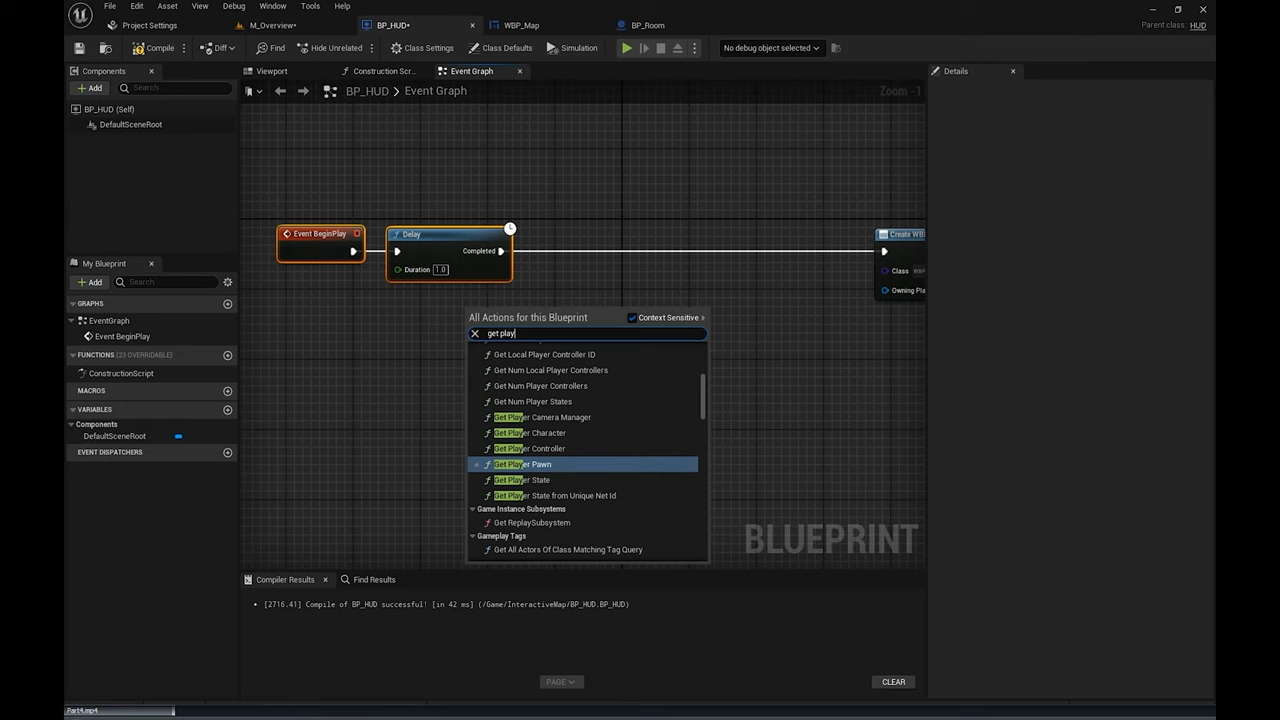 File Edit Asset View Debug Window Tools Help
Project Settings M_Overview• BP_HUD• WBP_Map BP_Room Parent class: HUD
Compile Diff Find Hide Unrelated Class Settings Class Defaults Simulation No debug object selected
Components Viewport Construction Scr... Event Graph Details
Add Search BP_HUD > Event Graph Zoom -1
BP_HUD (Self)
DefaultSceneRoot
Event BeginPlay Delay Create WB
Completed
Duration 1.0 Class WBP
Owning Pla
My Blueprint
Add Search
GRAPHS
EventGraph
Event BeginPlay
FUNCTIONS (23 OVERRIDABLE)
ConstructionScript
MACROS
VARIABLES
Components
DefaultSceneRoot
EVENT DISPATCHERS
All Actions for this Blueprint Context Sensitive
get play
Get Local Player Controller ID
Get Num Local Player Controllers
Get Num Player Controllers
Get Num Player States
Get Player Camera Manager
Get Player Character
Get Player Controller
Get Player Pawn
Get Player State
Get Player State from Unique Net Id
Game Instance Subsystems
Get ReplaySubsystem
Gameplay Tags
Get All Actors Of Class Matching Tag Query
BLUEPRINT
Compiler Results Find Results
[2716.41] Compile of BP_HUD successful! [in 42 ms] (/Game/InteractiveMap/BP_HUD.BP_HUD)
PAGE CLEAR
Part4.mp4